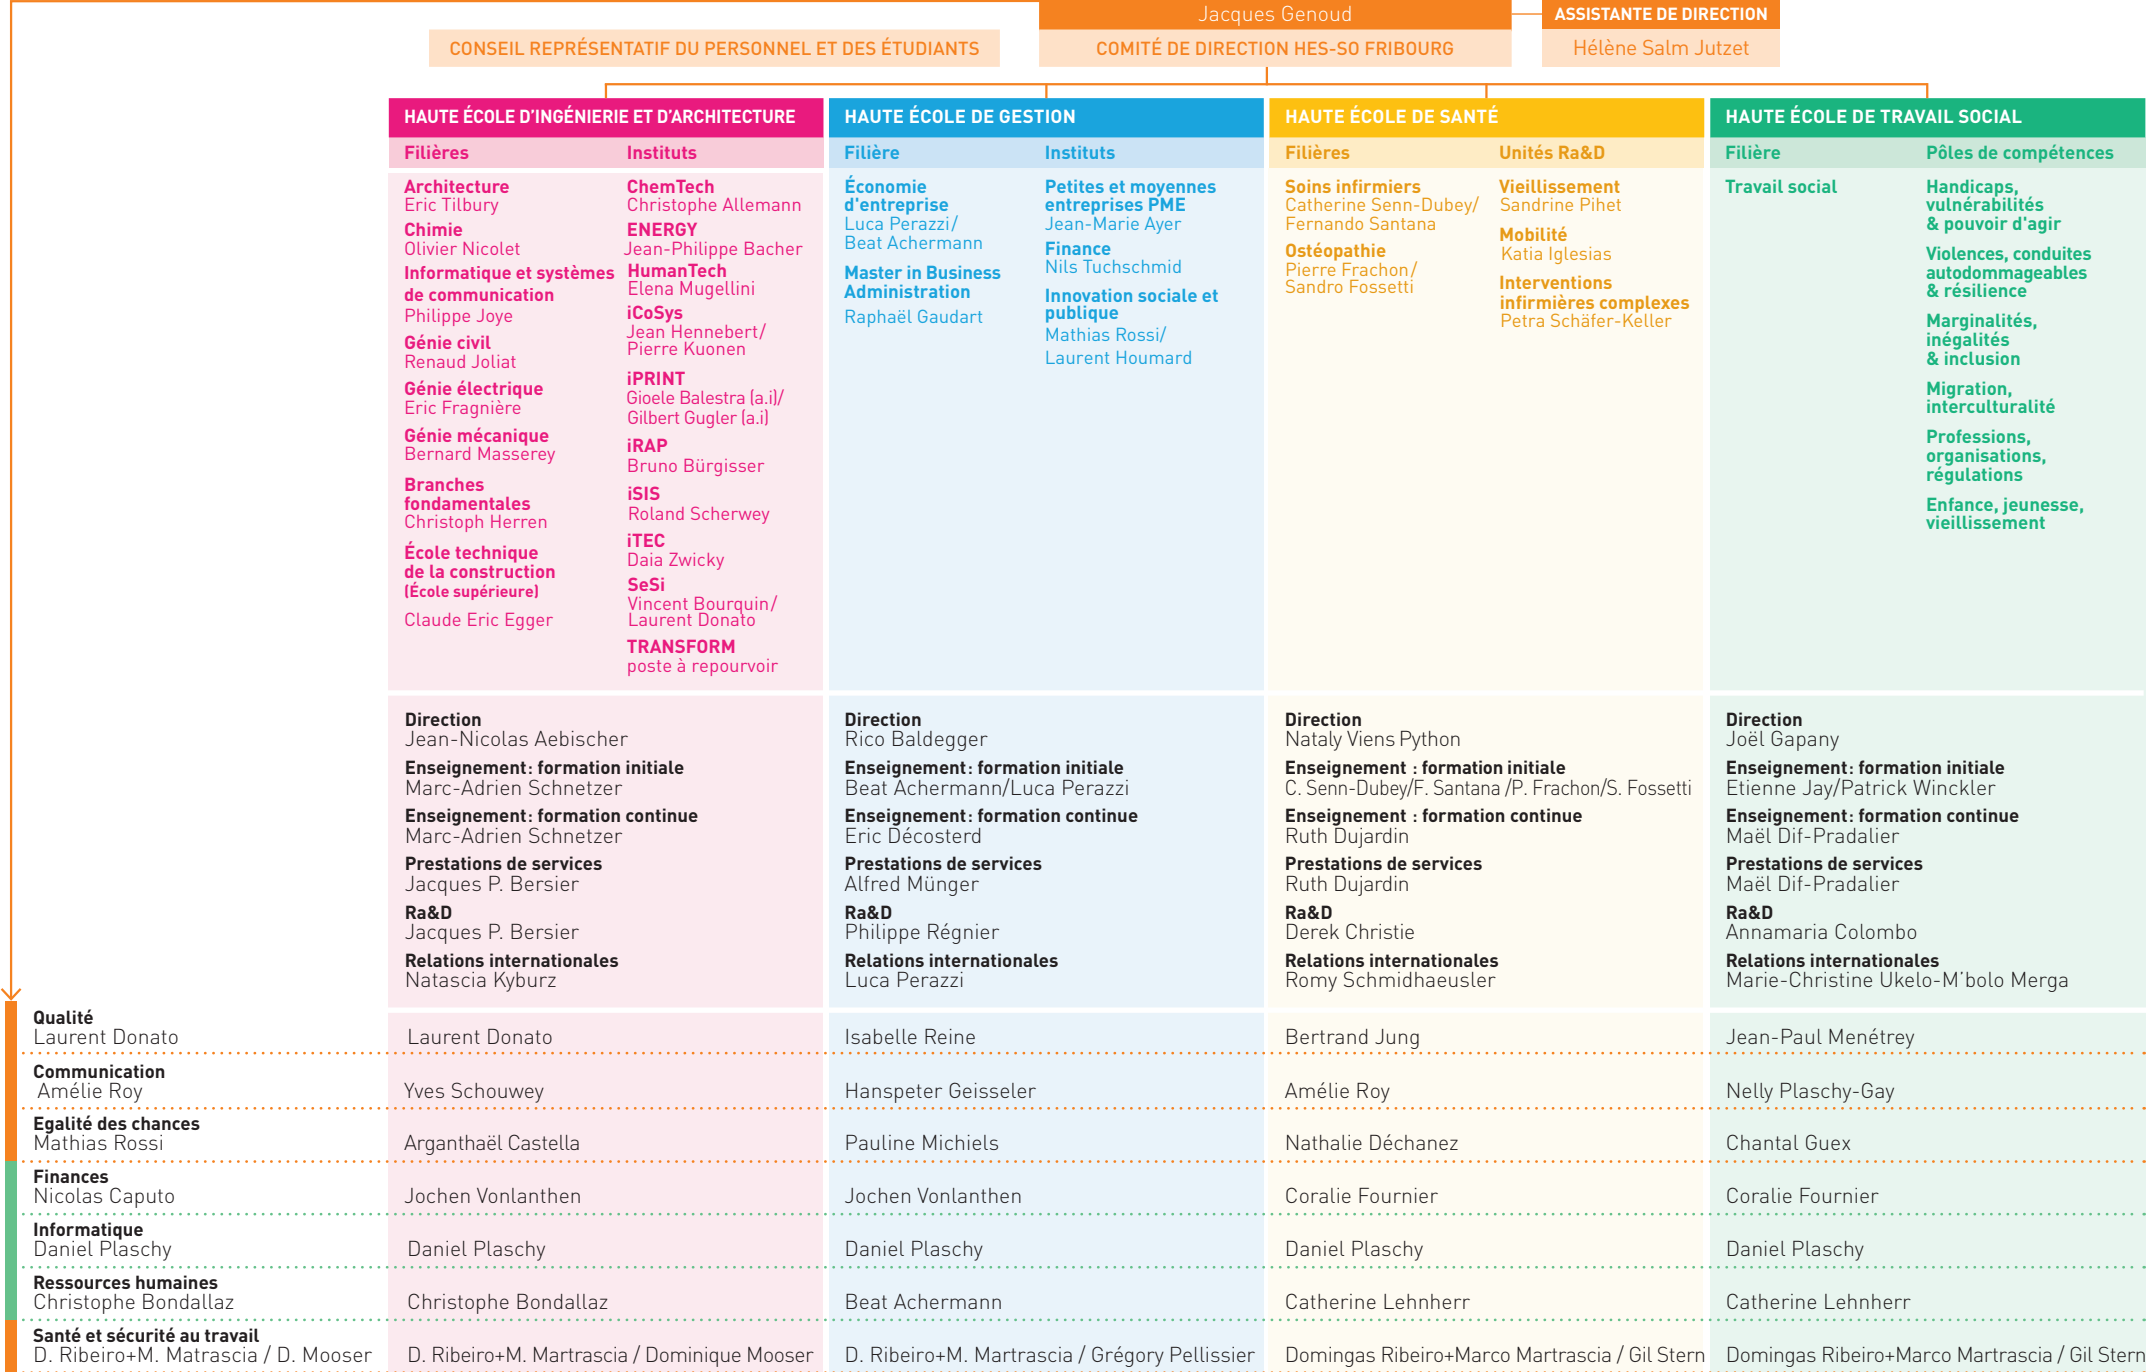 Jacques Genoud
ASSISTANTE DE DIRECTION
CONSEIL REPRÉSENTATIF DU PERSONNEL ET DES ÉTUDIANTS
COMITÉ DE DIRECTION HES-SO FRIBOURG
Hélène Salm Jutzet
HAUTE ÉCOLE D'INGÉNIERIE ET D'ARCHITECTURE
Filières
Architecture
Eric Tilbury
Chimie
Olivier Nicolet
Informatique et systèmes
de communication
Philippe Joye
Génie civil
Renaud Joliat
Génie électrique
Eric Fragnière
Génie mécanique
Bernard Masserey
Branches
fondamentales
Christoph Herren
École technique
de la construction
(École supérieure)
Claude Eric Egger
Instituts
ChemTech
Christophe Allemann
ENERGY
Jean-Philippe Bacher
HumanTech
Elena Mugellini
iCoSys
Jean Hennebert/
Pierre Kuonen
iPRINT
Gioele Balestra (a.i)/
Gilbert Gugler (a.i)
iRAP
Bruno Bürgisser
iSIS
Roland Scherwey
iTEC
Daia Zwicky
SeSi
Vincent Bourquin/
Laurent Donato
TRANSFORM
poste à repourvoir
HAUTE ÉCOLE DE GESTION
Filière
Économie
d'entreprise
Luca Perazzi/
Beat Achermann
Master in Business
Administration
Raphaël Gaudart
Instituts
Petites et moyennes
entreprises PME
Jean-Marie Ayer
Finance
Nils Tuchschmid
Innovation sociale et
publique
Mathias Rossi/
Laurent Houmard
HAUTE ÉCOLE DE SANTÉ
Filières
Soins infirmiers
Catherine Senn-Dubey/
Fernando Santana
Ostéopathie
Pierre Frachon/
Sandro Fossetti
Unités Ra&D
Vieillissement
Sandrine Pihet
Mobilité
Katia Iglesias
Interventions
infirmières complexes
Petra Schäfer-Keller
HAUTE ÉCOLE DE TRAVAIL SOCIAL
Filière
Travail social
Pôles de compétences
Handicaps,
vulnérabilités
& pouvoir d'agir
Violences, conduites
autodommageables
& résilience
Marginalités,
inégalités
& inclusion
Migration,
interculturalité
Professions,
organisations,
régulations
Enfance, jeunesse,
vieillissement
Direction
Jean-Nicolas Aebischer
Enseignement: formation initiale
Marc-Adrien Schnetzer
Enseignement: formation continue
Marc-Adrien Schnetzer
Prestations de services
Jacques P. Bersier
Ra&D
Jacques P. Bersier
Relations internationales
Natascia Kyburz
Direction
Rico Baldegger
Enseignement: formation initiale
Beat Achermann/Luca Perazzi
Enseignement : formation continue
Eric Décosterd
Prestations de services
Alfred Münger
Ra&D
Philippe Régnier
Relations internationales
Luca Perazzi
Direction
Nataly Viens Python
Enseignement : formation initiale
C. Senn-Dubey/F. Santana /P. Frachon/S. Fossetti
Enseignement : formation continue
Ruth Dujardin
Prestations de services
Ruth Dujardin
Ra&D
Derek Christie
Relations internationales
Romy Schmidhaeusler
Direction
Joël Gapany
Enseignement: formation initiale
Etienne Jay/Patrick Winckler
Enseignement: formation continue
Maël Dif-Pradalier
Prestations de services
Maël Dif-Pradalier
Ra&D
Annamaria Colombo
Relations internationales
Marie-Christine Ukelo-M'bolo Merga
Qualité
Laurent Donato Laurent Donato Isabelle Reine Bertrand Jung Jean-Paul Menétrey
Communication
Amélie Roy Yves Schouwey Hanspeter Geisseler Amélie Roy Nelly Plaschy-Gay
Egalité des chances
Mathias Rossi Arganthaël Castella Pauline Michiels Nathalie Déchanez Chantal Guex
Finances
Nicolas Caputo Jochen Vonlanthen Jochen Vonlanthen Coralie Fournier Coralie Fournier
Informatique
Daniel Plaschy Daniel Plaschy Daniel Plaschy Daniel Plaschy Daniel Plaschy
Ressources humaines
Christophe Bondallaz Christophe Bondallaz Beat Achermann Catherine Lehnherr Catherine Lehnherr
Santé et sécurité au travail
D. Ribeiro+M. Matrascia / D. Mooser D. Ribeiro+M. Martrascia / Dominique Mooser D. Ribeiro+M. Martrascia / Grégory Pellissier Domingas Ribeiro+Marco Martrascia / Gil Stern Domingas Ribeiro+Marco Martrascia / Gil Stern